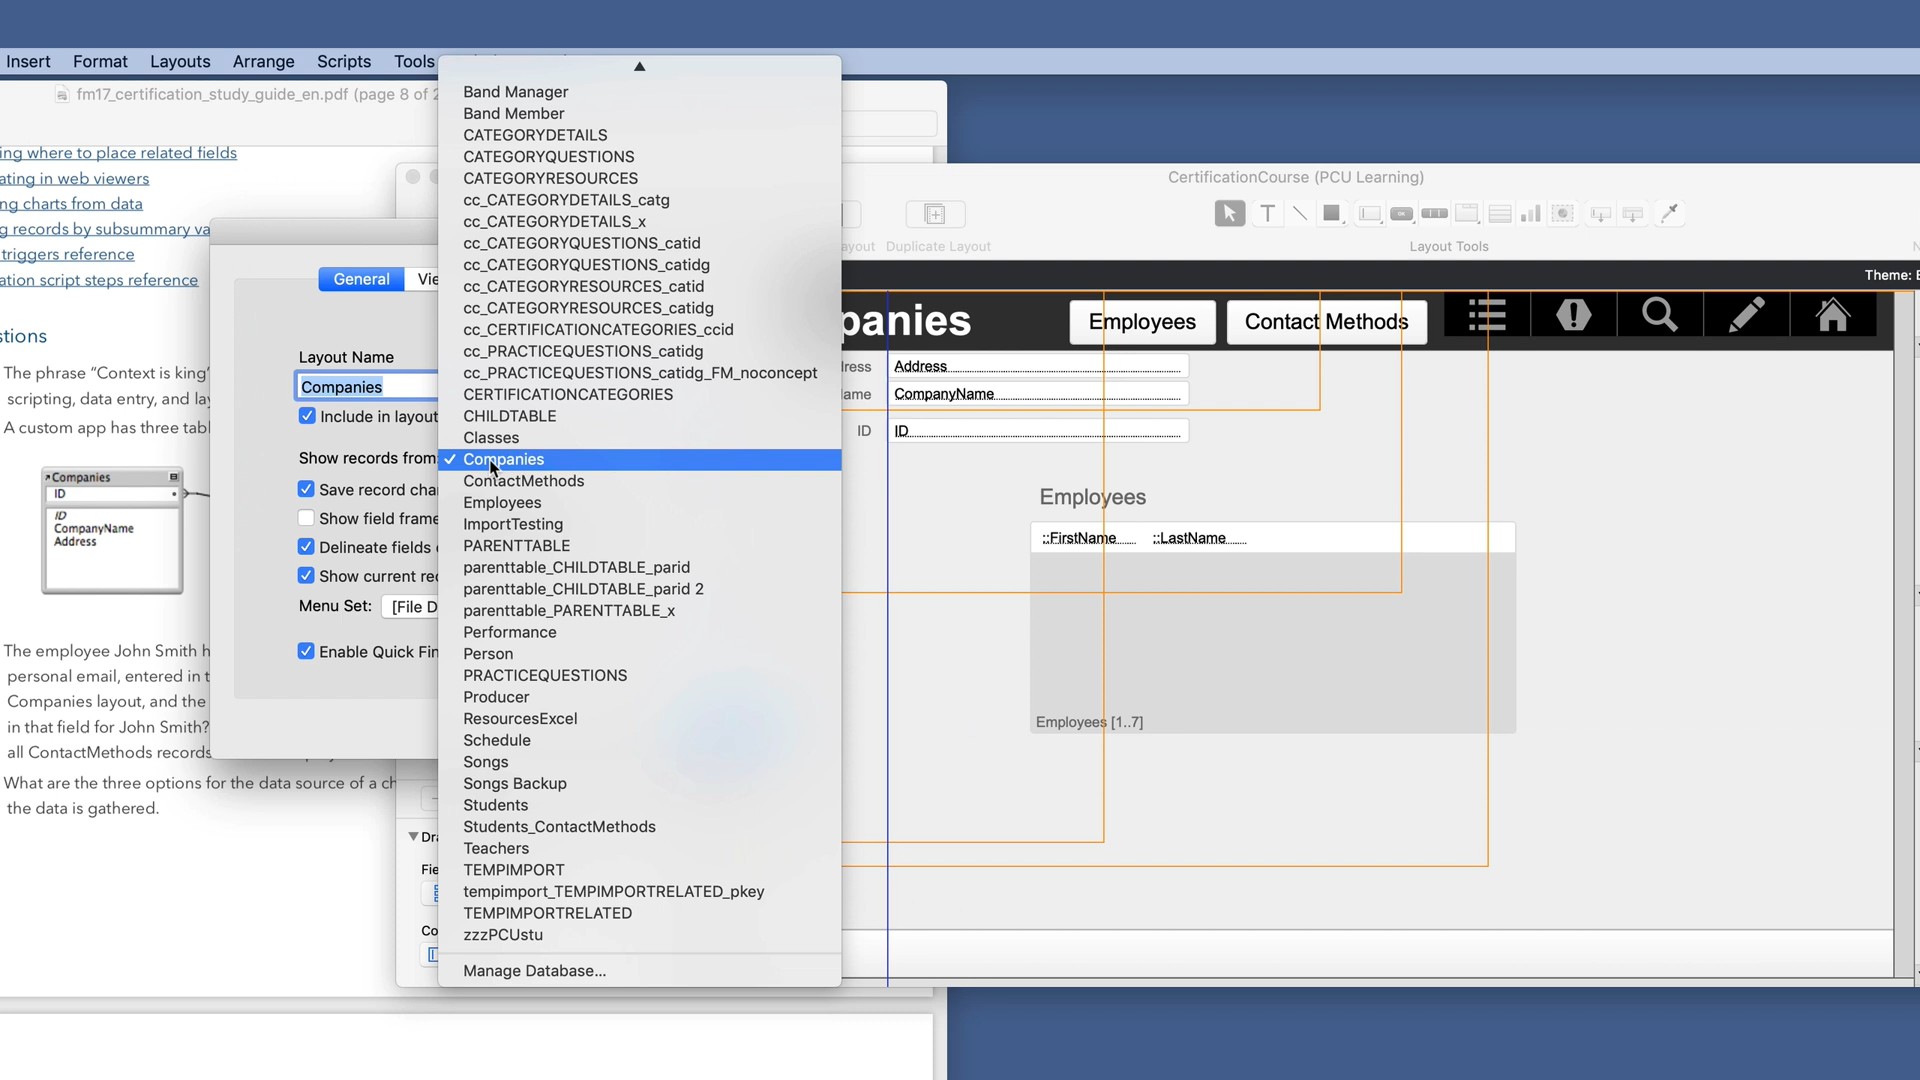 Insert Format Layouts Arrange Scripts Tools
fm17_certification_study_guide_en.pdf (page 8 of 2
ing where to place related fields
ating in web viewers
ng charts from data
g records by subsummary va
triggers reference
ation script steps reference
stions
The phrase “Context is king”
scripting, data entry, and lay
A custom app has three tabl
Companies
ID
ID
CompanyName
Address
The employee John Smith h
personal email, entered in t
Companies layout, and the
in that field for John Smith?
all ContactMethods records
What are the three options for the data source of a ch
the data is gathered.
General Vie
Layout Name
Companies
Include in layout
Show records from:
Save record cha
Show field frame
Delineate fields
Show current rec
Menu Set: [File D
Enable Quick Fin
Band Manager
Band Member
CATEGORYDETAILS
CATEGORYQUESTIONS
CATEGORYRESOURCES
cc_CATEGORYDETAILS_catg
cc_CATEGORYDETAILS_x
cc_CATEGORYQUESTIONS_catid
cc_CATEGORYQUESTIONS_catidg
cc_CATEGORYRESOURCES_catid
cc_CATEGORYRESOURCES_catidg
cc_CERTIFICATIONCATEGORIES_ccid
cc_PRACTICEQUESTIONS_catidg
cc_PRACTICEQUESTIONS_catidg_FM_noconcept
CERTIFICATIONCATEGORIES
CHILDTABLE
Classes
Companies
ContactMethods
Employees
ImportTesting
PARENTTABLE
parenttable_CHILDTABLE_parid
parenttable_CHILDTABLE_parid 2
parenttable_PARENTTABLE_x
Performance
Person
PRACTICEQUESTIONS
Producer
ResourcesExcel
Schedule
Songs
Songs Backup
Students
Students_ContactMethods
Teachers
TEMPIMPORT
tempimport_TEMPIMPORTRELATED_pkey
TEMPIMPORTRELATED
zzzPCUstu
Manage Database...
Dra
Fie
Co
CertificationCourse (PCU Learning)
ayout Duplicate Layout
Layout Tools
Theme: E
panies Employees Contact Methods
ress Address
lame CompanyName
ID ID
Employees
::FirstName ::LastName
Employees [1..7]